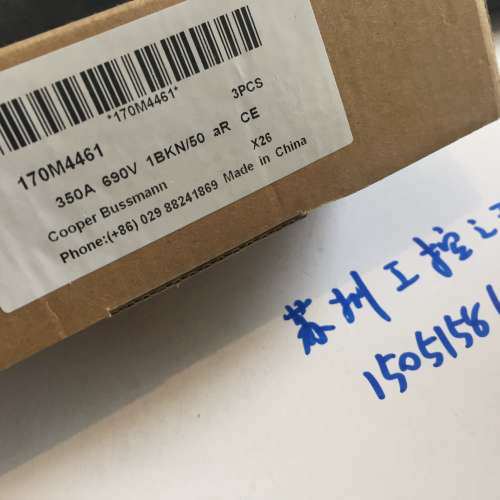 *170M4461*
3PCS
170M4461
350A 690V 1BKN/50 aR CE
Cooper Bussmann
X26
Phone:(+86) 029 88241869 Made in China
苏州工控
1505156